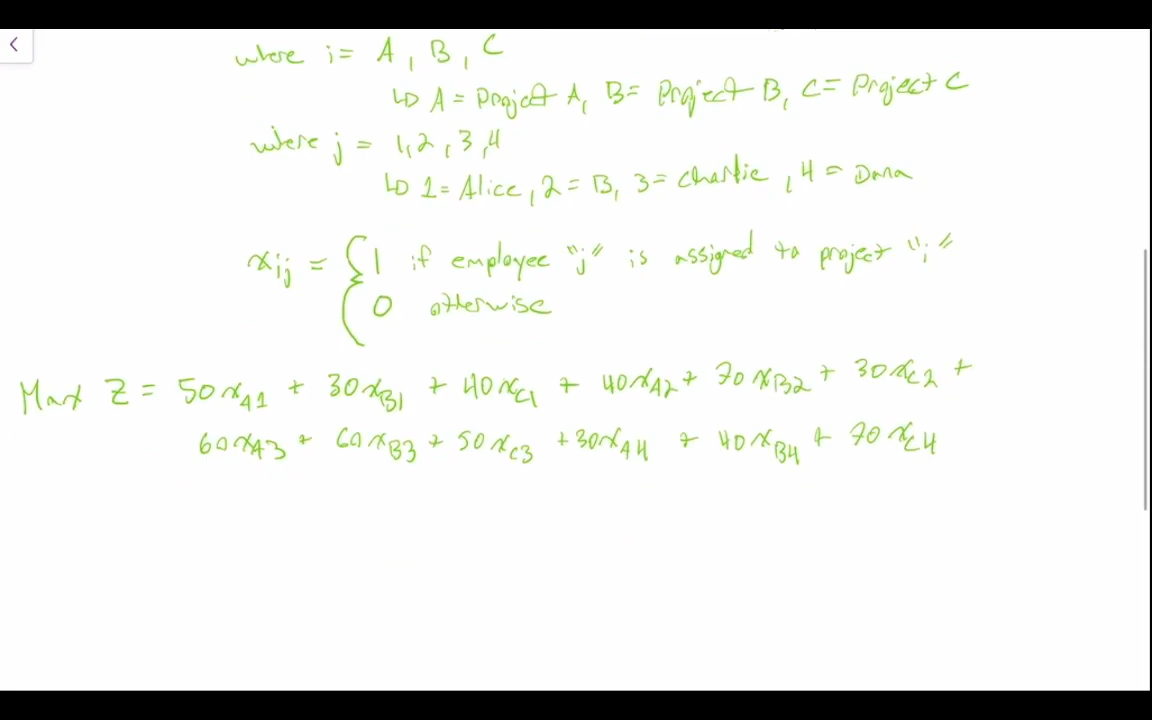 where i = A, B, C
↳ A = Project A, B = Project B, C = Project C
where j = 1, 2, 3, 4
↳ 1 = Alice, 2 = B, 3 = Charlie, 4 = Dana
xij = { 1 if employee "j" is assigned to project "i"
0 otherwise
Max Z = 50xA1 + 30xB1 + 40xC1 + 40xA2 + 70xB2 + 30xC2 +
60xA3 + 60xB3 + 50xC3 + 30xA4 + 40xB4 + 70xC4